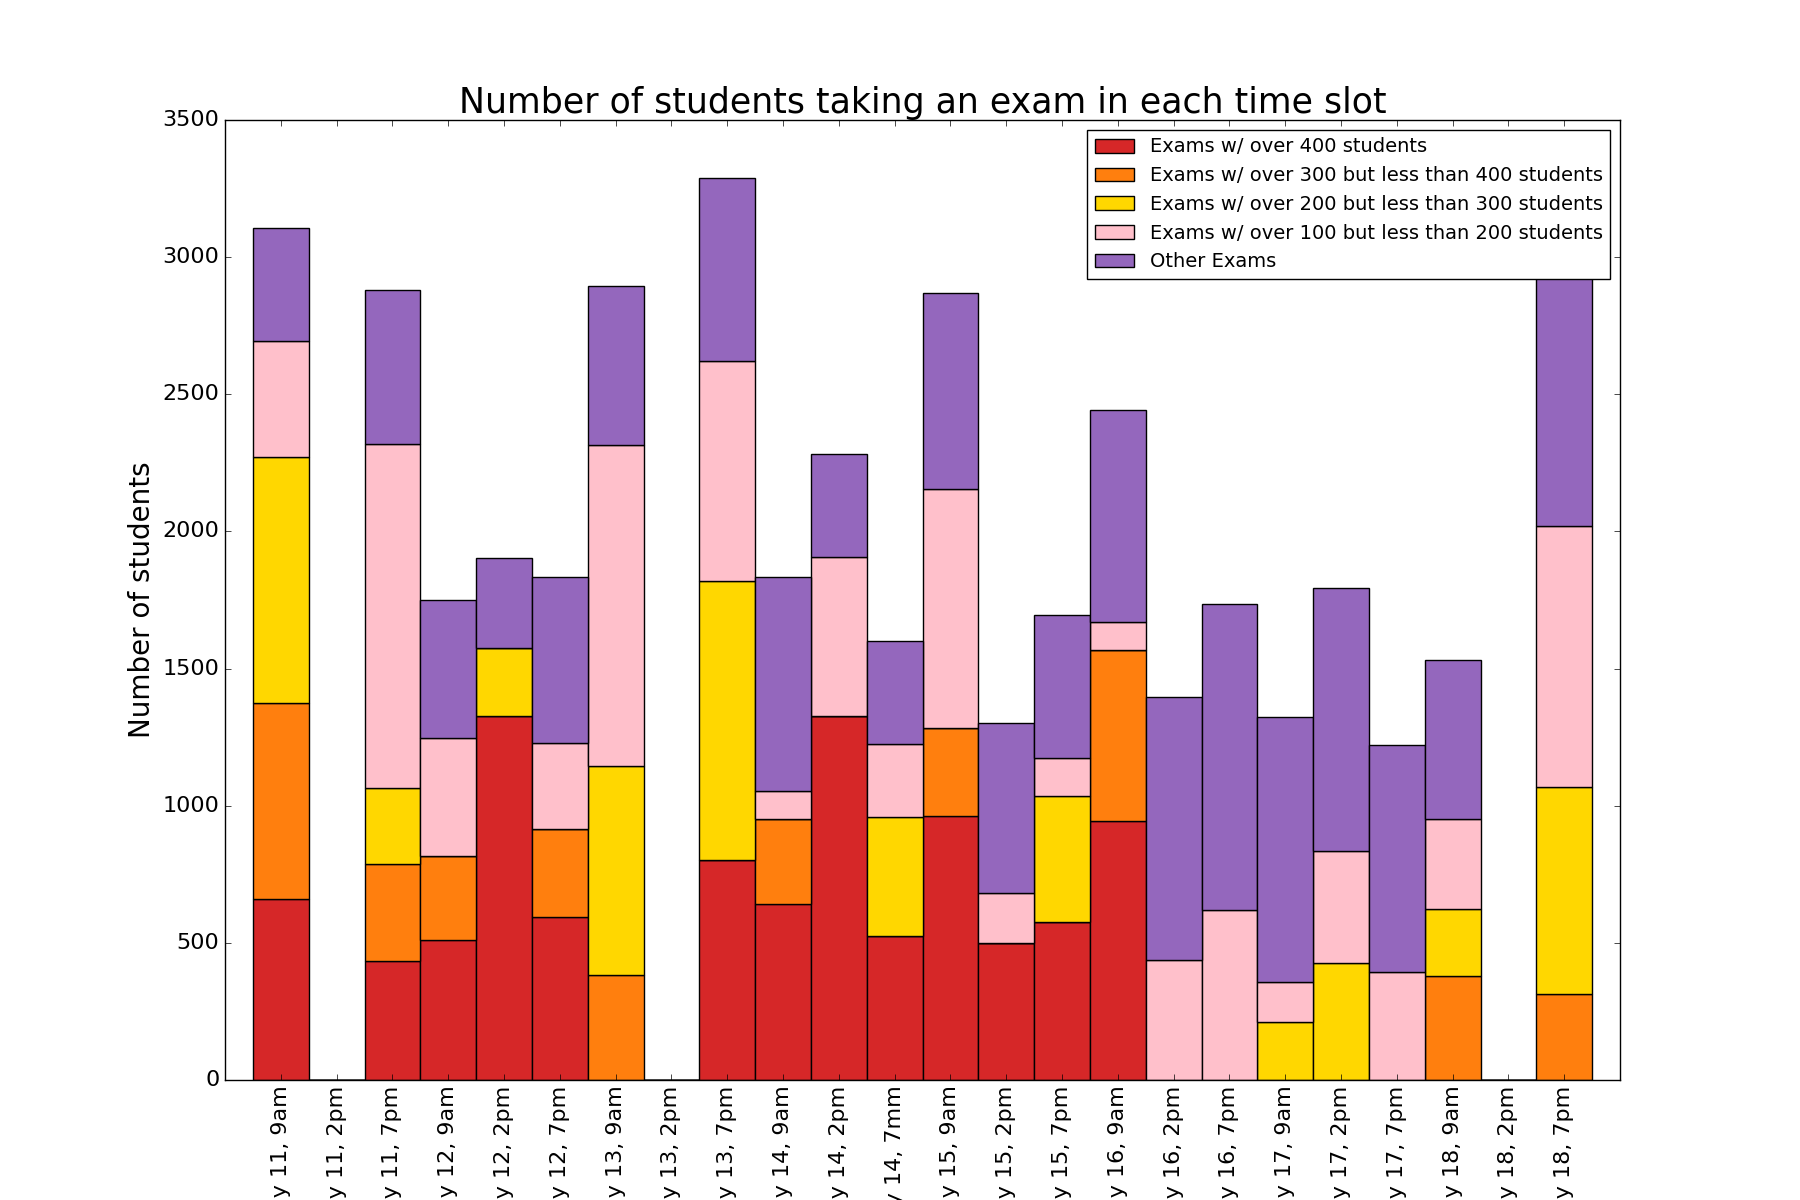 Number of students taking an exam in each time slot
Exams w/ over 400 students
Exams w/ over 300 but less than 400 students
Exams w/ over 200 but less than 300 students
Exams w/ over 100 but less than 200 students
Other Exams
3500
3000
2500
2000
1500
1000
500
0
Number of students
y 11, 9am
y 11, 2pm
y 11, 7pm
y 12, 9am
y 12, 2pm
y 12, 7pm
y 13, 9am
y 13, 2pm
y 13, 7pm
y 14, 9am
y 14, 2pm
y 14, 7mm
y 15, 9am
y 15, 2pm
y 15, 7pm
y 16, 9am
y 16, 2pm
y 16, 7pm
y 17, 9am
y 17, 2pm
y 17, 7pm
y 18, 9am
y 18, 2pm
y 18, 7pm